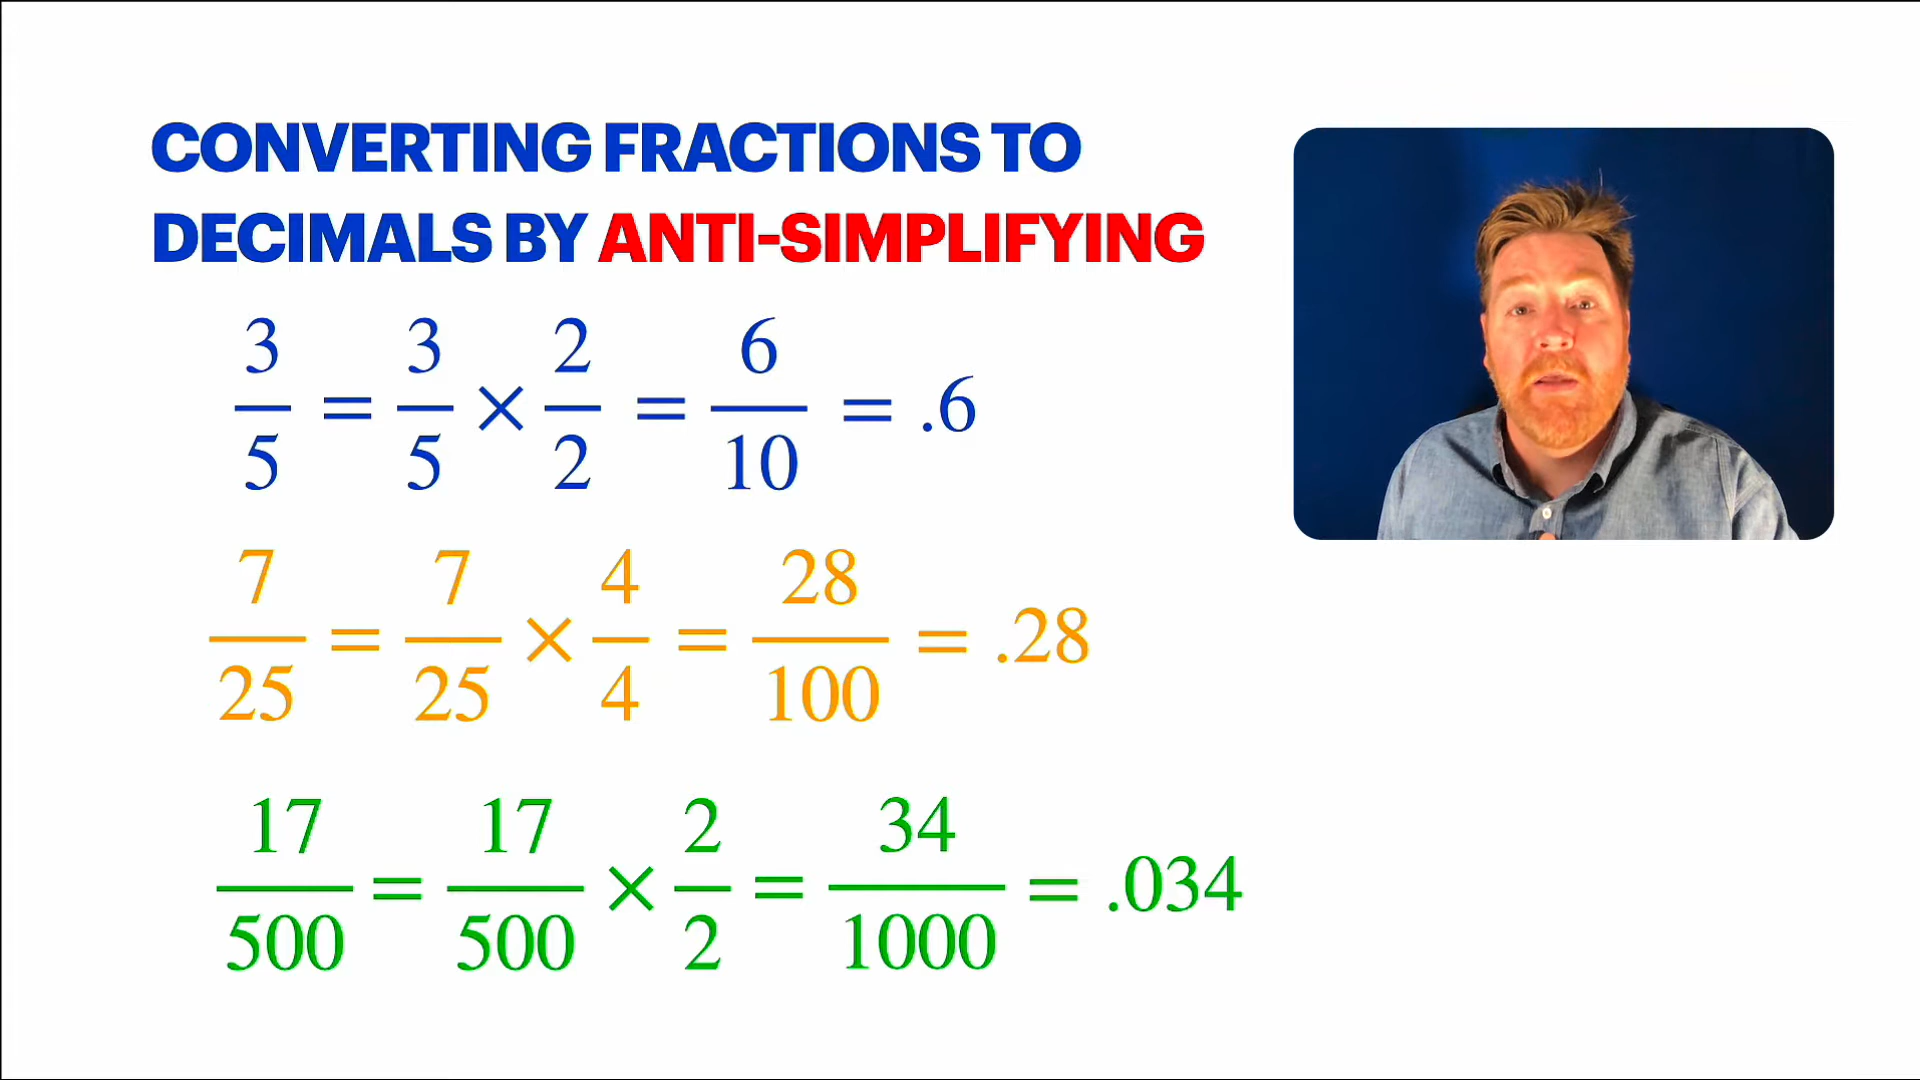 CONVERTING FRACTIONS TO
DECIMALS BY ANTI-SIMPLIFYING
3/5 = 3/5 × 2/2 = 6/10 = .6
7/25 = 7/25 × 4/4 = 28/100 = .28
17/500 = 17/500 × 2/2 = 34/1000 = .034